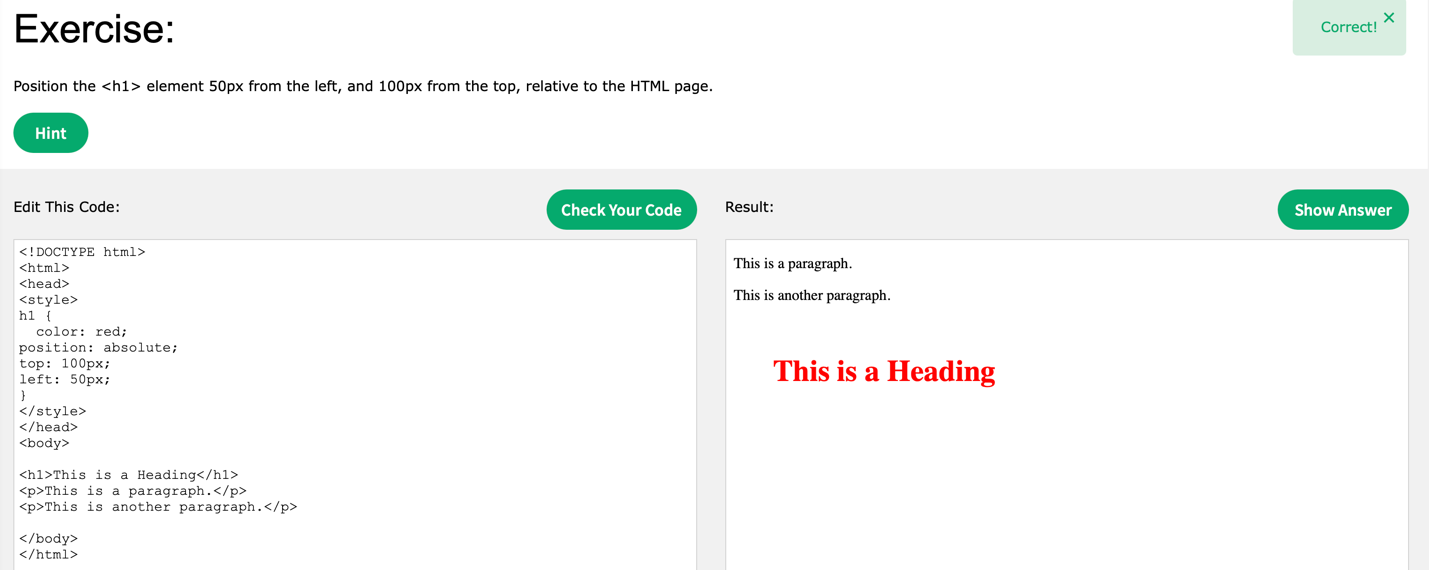 Exercise:
Correct! ×
Position the <h1> element 50px from the left, and 100px from the top, relative to the HTML page.
Hint
Edit This Code:
Check Your Code
<!DOCTYPE html>
<html>
<head>
<style>
h1 {
  color: red;
position: absolute;
top: 100px;
left: 50px;
}
</style>
</head>
<body>

<h1>This is a Heading</h1>
<p>This is a paragraph.</p>
<p>This is another paragraph.</p>

</body>
</html>
Result:
Show Answer
This is a paragraph.
This is another paragraph.
This is a Heading